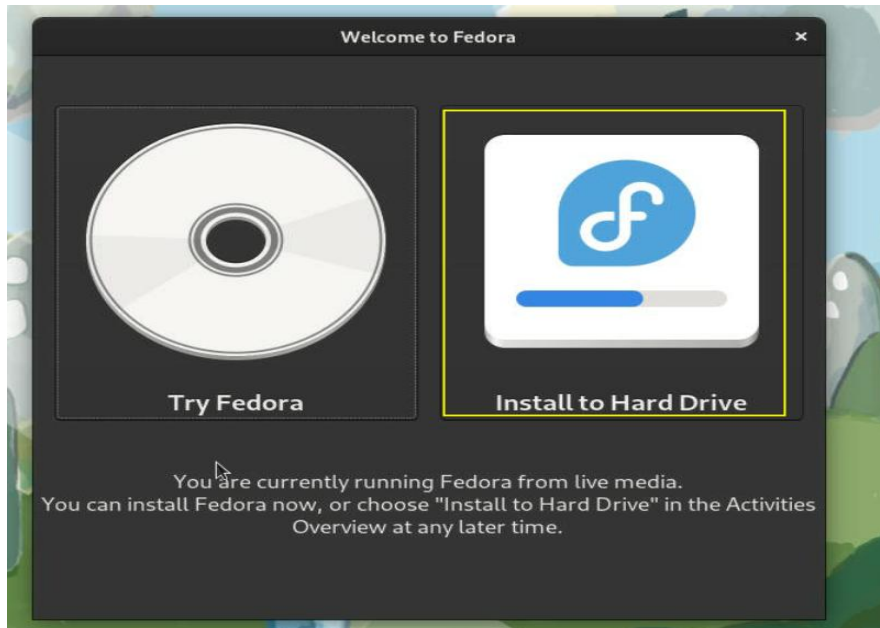 Welcome to Fedora
Try Fedora
Install to Hard Drive
You are currently running Fedora from live media.
You can install Fedora now, or choose "Install to Hard Drive" in the Activities
Overview at any later time.